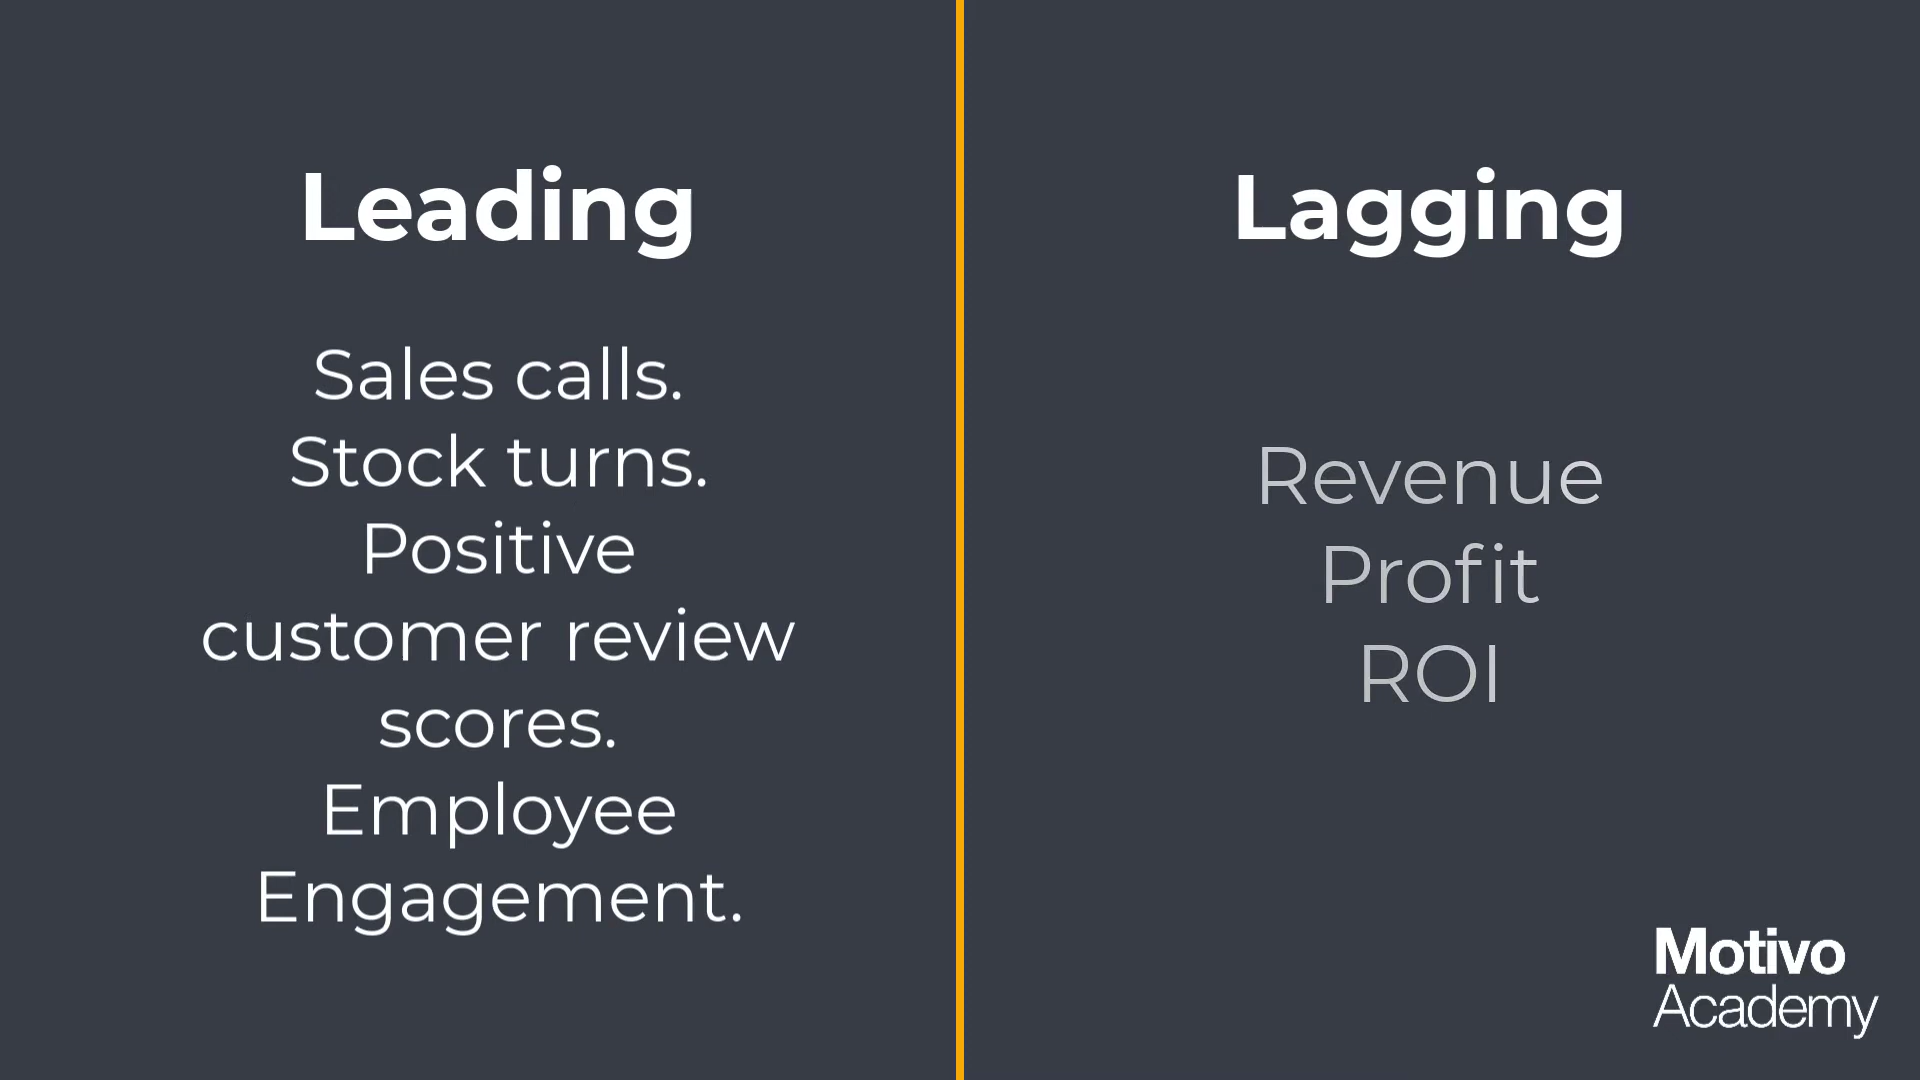 Leading
Sales calls.
Stock turns.
Positive
customer review
scores.
Employee
Engagement.
Lagging
Revenue
Profit
ROI
Motivo
Academy